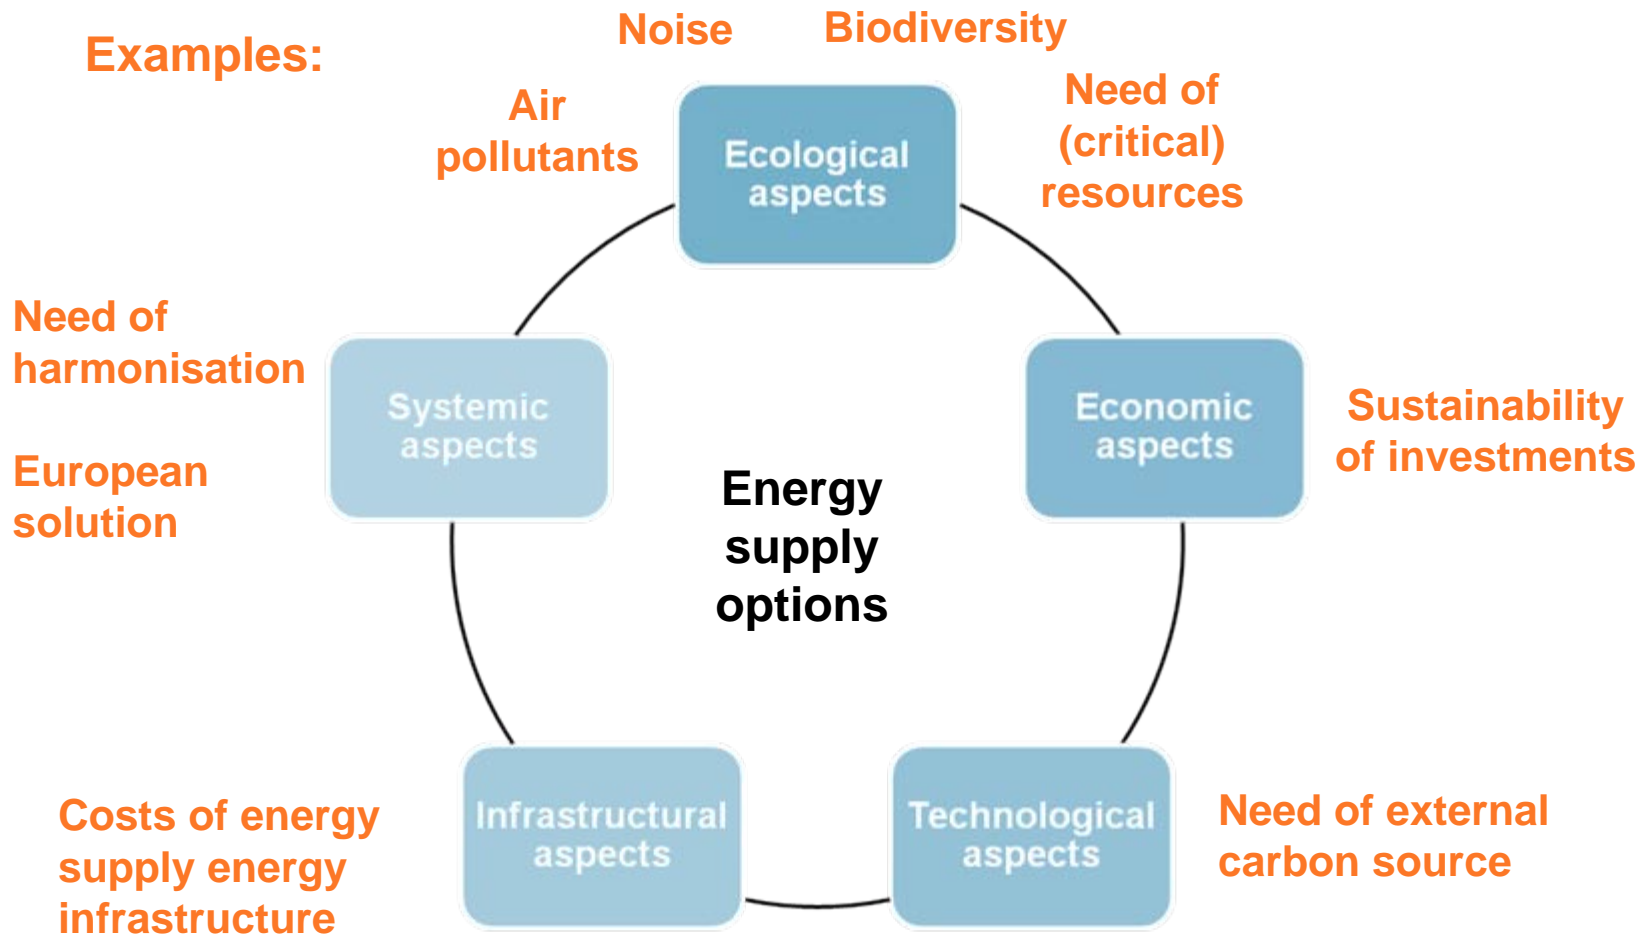 Examples:
Noise
Biodiversity
Air
pollutants
Need of
(critical)
resources
Ecological
aspects
Need of
harmonisation
European
solution
Systemic
aspects
Economic
aspects
Sustainability
of investments
Energy
supply
options
Costs of energy
supply energy
infrastructure
Infrastructural
aspects
Technological
aspects
Need of external
carbon source